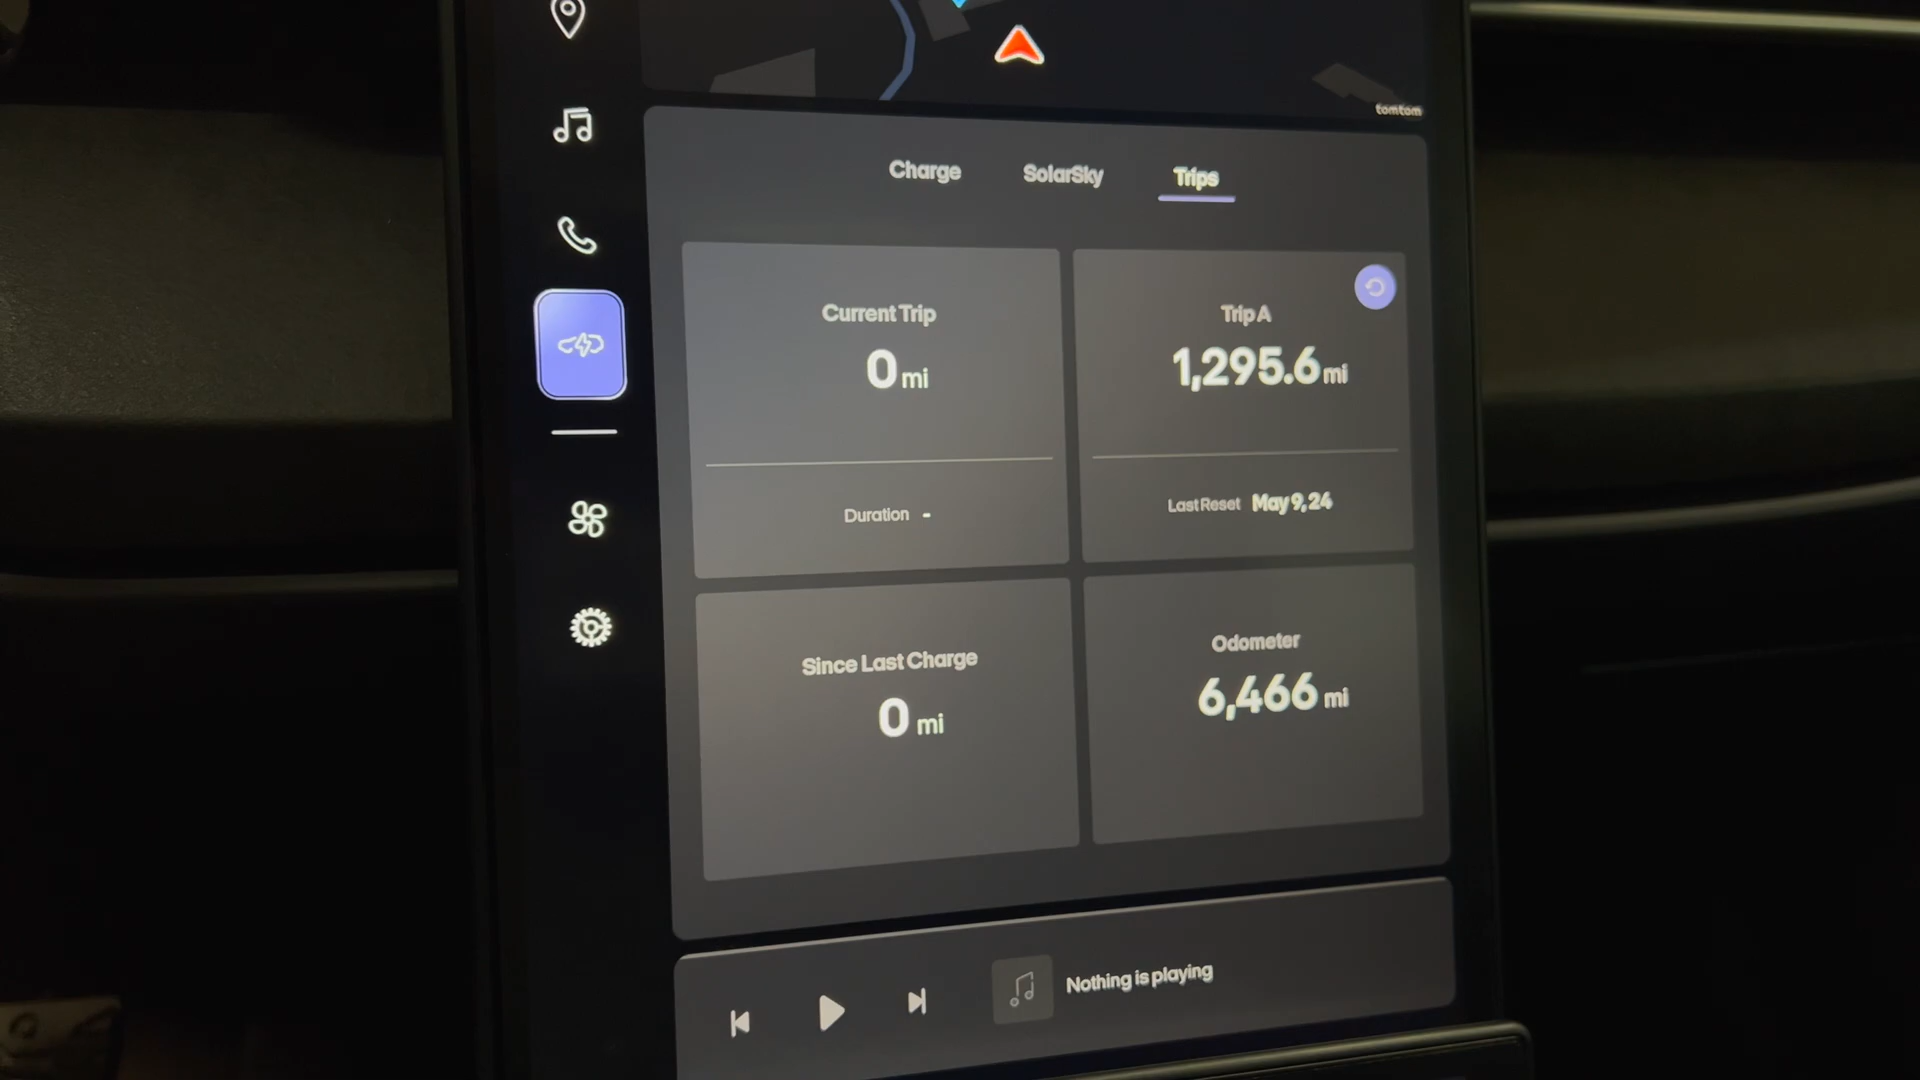 tomtom
Charge SolarSky Trips
Current Trip
0 mi
Duration -
Trip A
1,295.6 mi
Last Reset May 9, 24
Since Last Charge
0 mi
Odometer
6,466 mi
Nothing is playing